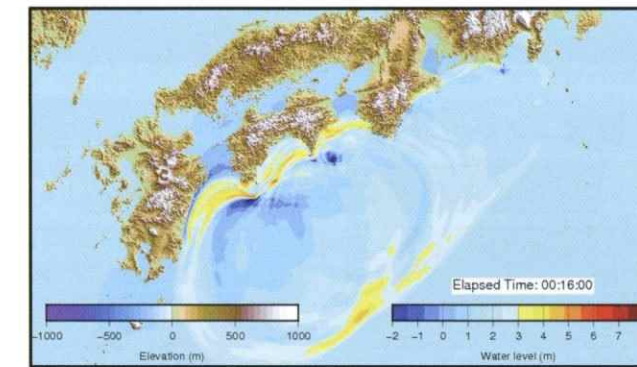 Elapsed Time: 00:16:00
−1000 −500 0 500 1000
Elevation (m)
−2 −1 0 1 2 3 4 5 6 7
Water level (m)